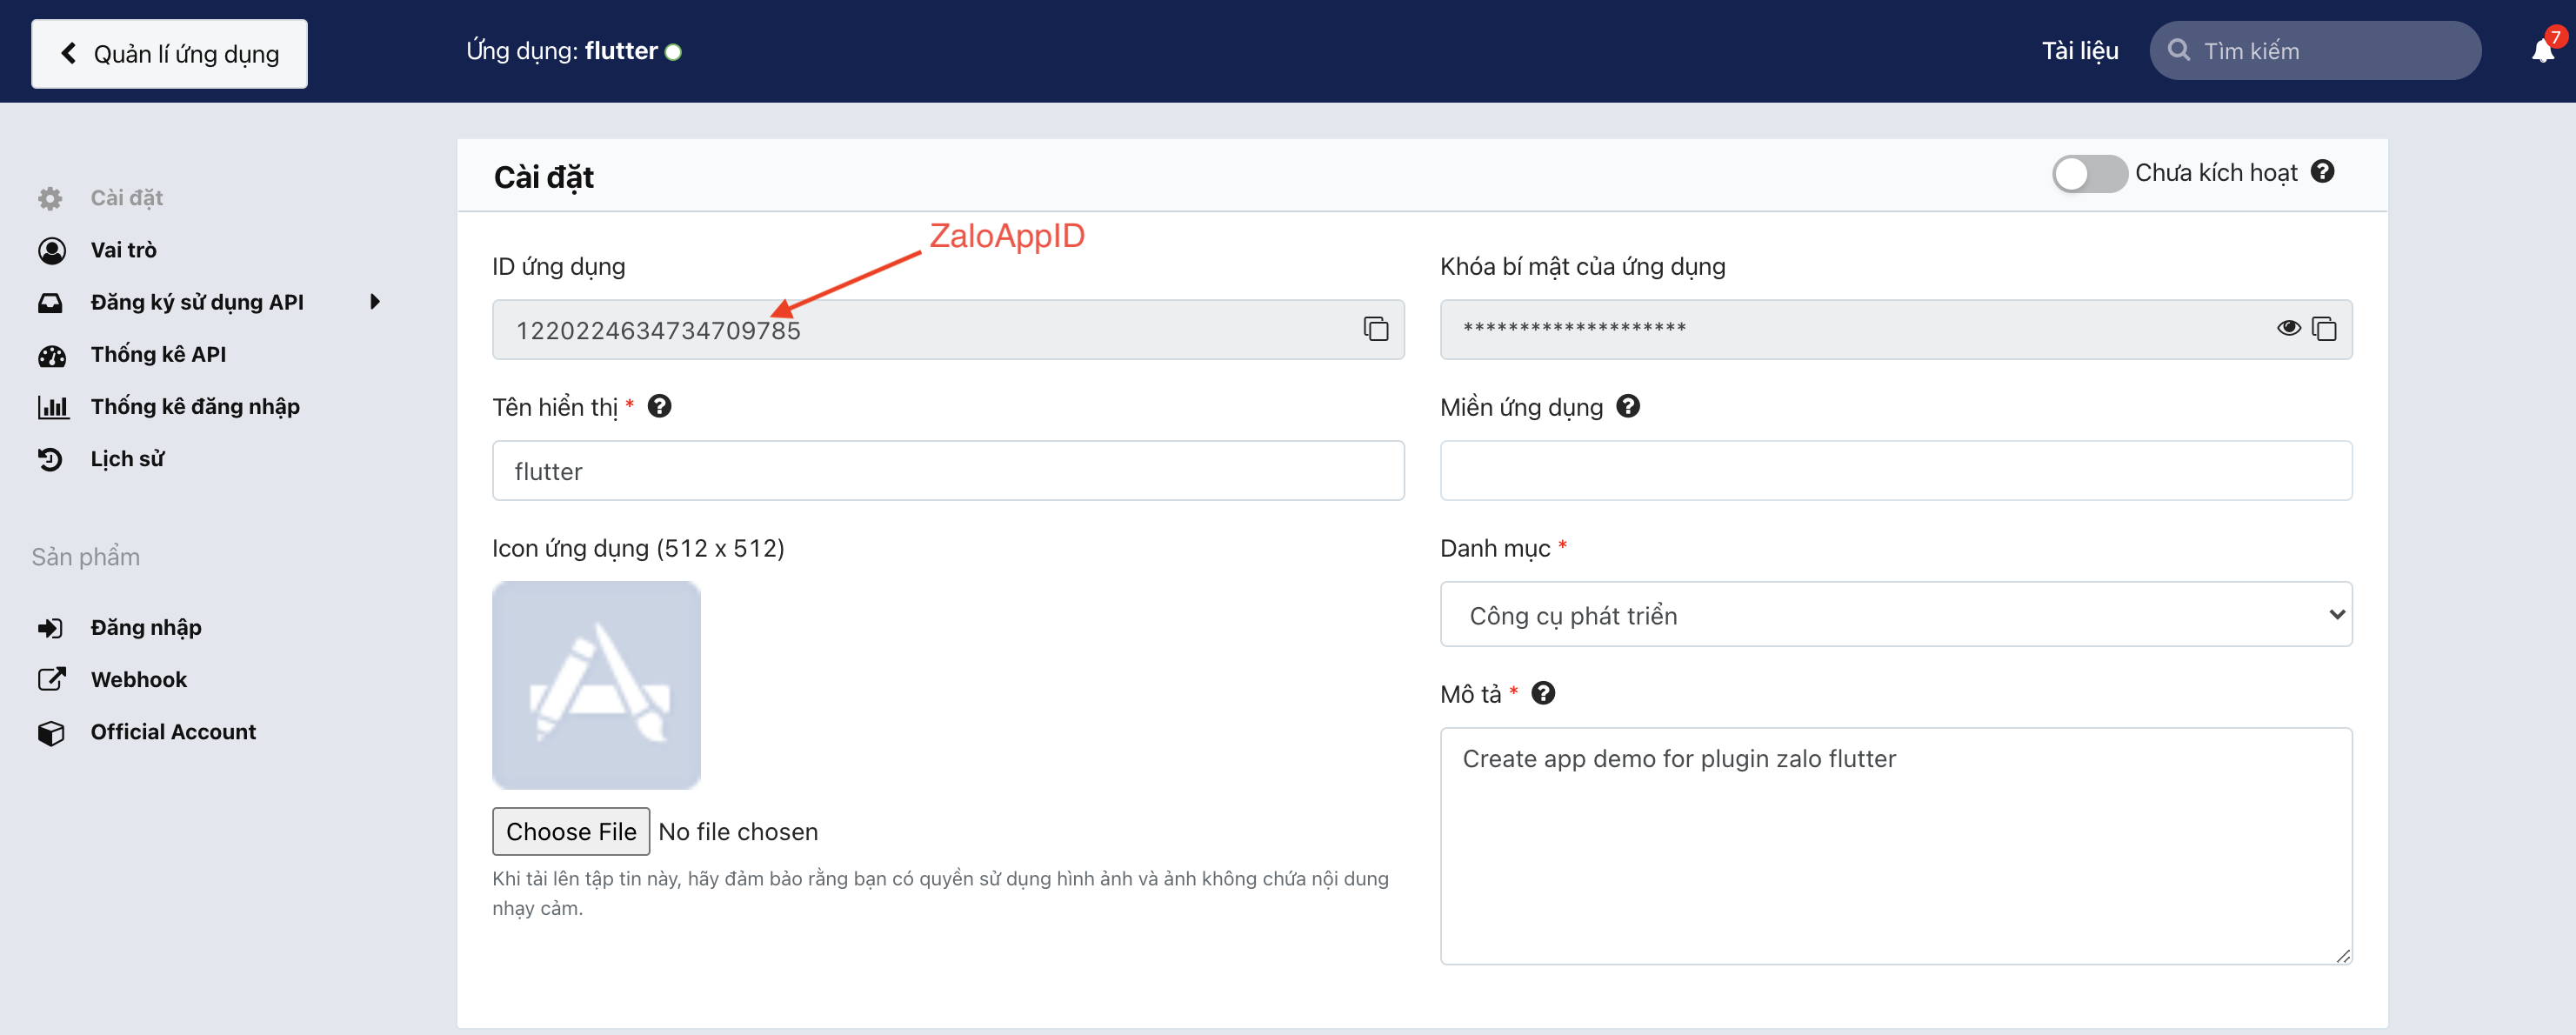 Quản lí ứng dụng
Ứng dụng: flutter
Tài liệu
Tìm kiếm
7
Cài đặt
Vai trò
Đăng ký sử dụng API
Thống kê API
Thống kê đăng nhập
Lịch sử
Sản phẩm
Đăng nhập
Webhook
Official Account
Cài đặt
Chưa kích hoạt
ZaloAppID
ID ứng dụng
1220224634734709785
Khóa bí mật của ứng dụng
********************
Tên hiển thị *
flutter
Miền ứng dụng
Icon ứng dụng (512 x 512)
Choose File No file chosen
Khi tải lên tập tin này, hãy đảm bảo rằng bạn có quyền sử dụng hình ảnh và ảnh không chứa nội dung
nhạy cảm.
Danh mục *
Công cụ phát triển
Mô tả *
Create app demo for plugin zalo flutter